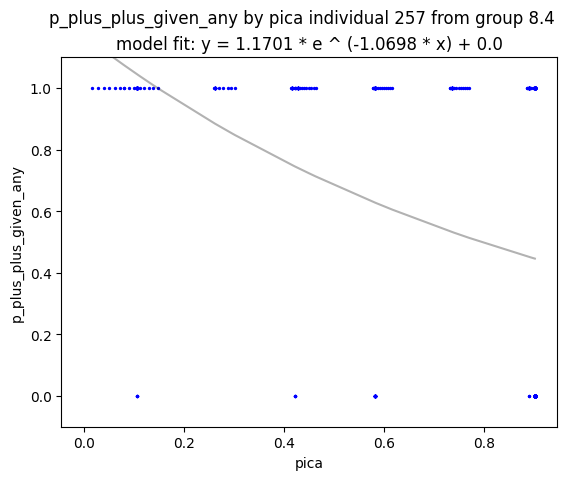 p_plus_plus_given_any by pica individual 257 from group 8.4
model fit: y = 1.1701 * e ^ (-1.0698 * x) + 0.0
1.0
0.8
0.6
0.4
0.2
0.0
p_plus_plus_given_any
0.0 0.2 0.4 0.6 0.8
pica